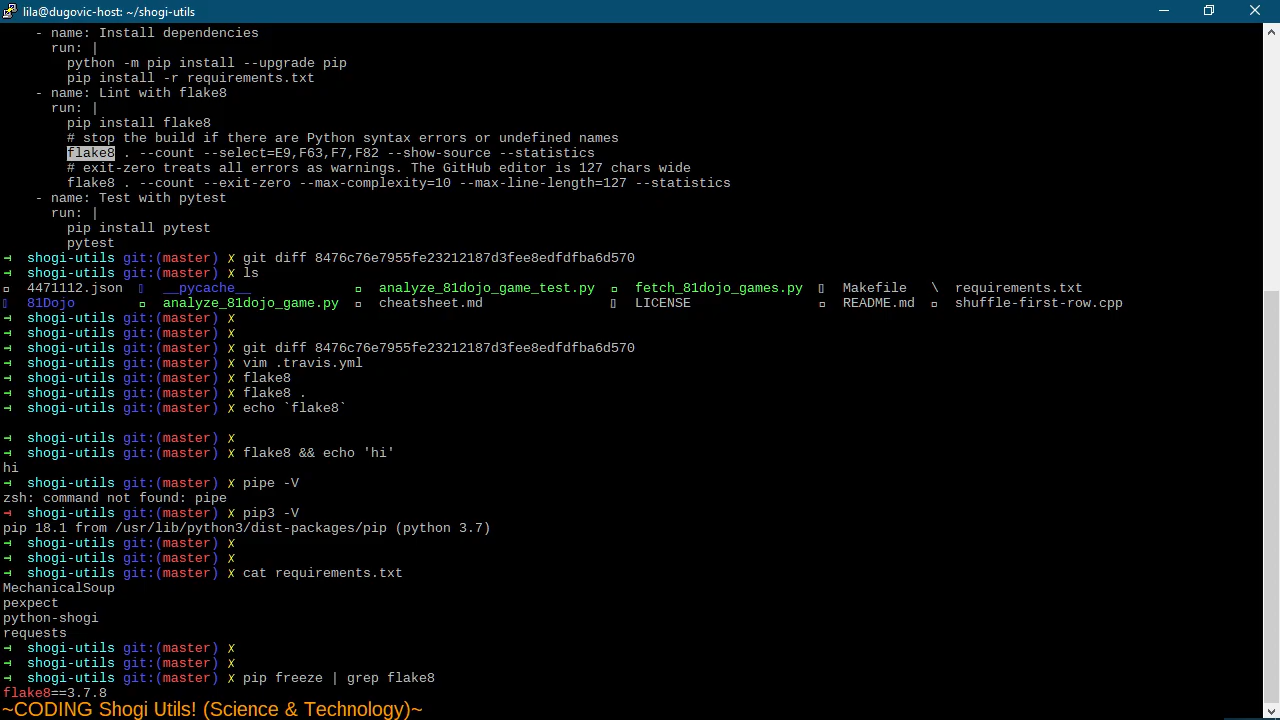 lila@dugovic-host: ~/shogi-utils
- name: Install dependencies
run: |
python -m pip install --upgrade pip
pip install -r requirements.txt
- name: Lint with flake8
run: |
pip install flake8
# stop the build if there are Python syntax errors or undefined names
flake8 . --count --select=E9,F63,F7,F82 --show-source --statistics
# exit-zero treats all errors as warnings. The GitHub editor is 127 chars wide
flake8 . --count --exit-zero --max-complexity=10 --max-line-length=127 --statistics
- name: Test with pytest
run: |
pip install pytest
pytest
shogi-utils git:(master) ✗ git diff 8476c76e7955fe23212187d3fee8edfdfba6d570
shogi-utils git:(master) ✗ ls
4471112.json __pycache__ analyze_81dojo_game_test.py fetch_81dojo_games.py Makefile \ requirements.txt
81Dojo analyze_81dojo_game.py cheatsheet.md LICENSE README.md shuffle-first-row.cpp
shogi-utils git:(master) ✗
shogi-utils git:(master) ✗
shogi-utils git:(master) ✗ git diff 8476c76e7955fe23212187d3fee8edfdfba6d570
shogi-utils git:(master) ✗ vim .travis.yml
shogi-utils git:(master) ✗ flake8
shogi-utils git:(master) ✗ flake8 .
shogi-utils git:(master) ✗ echo `flake8`
shogi-utils git:(master) ✗
shogi-utils git:(master) ✗ flake8 && echo 'hi'
hi
shogi-utils git:(master) ✗ pipe -V
zsh: command not found: pipe
shogi-utils git:(master) ✗ pip3 -V
pip 18.1 from /usr/lib/python3/dist-packages/pip (python 3.7)
shogi-utils git:(master) ✗
shogi-utils git:(master) ✗
shogi-utils git:(master) ✗ cat requirements.txt
MechanicalSoup
pexpect
python-shogi
requests
shogi-utils git:(master) ✗
shogi-utils git:(master) ✗
shogi-utils git:(master) ✗ pip freeze | grep flake8
flake8==3.7.8
~CODING Shogi Utils! (Science & Technology)~